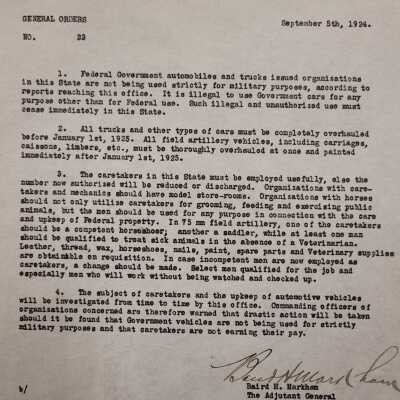 GENERAL ORDERS
September 5th, 1924.
NO. 22
1. Federal Government automobiles and trucks issued organizations
in this State are not being used strictly for military purposes, according to
reports reaching this office. It is illegal to use Government cars for any
purpose other than for Federal use. Such illegal and unauthorized use must
cease immediately in this State.
2. All trucks and other types of cars must be completely overhauled
before January 1st, 1925. All field artillery vehicles, including carriages,
caissons, limbers, etc., must be thoroughly overhauled at once and painted
immediately after January 1st, 1925.
3. The caretakers in this State must be employed usefully, else the
number now authorized will be reduced or discharged. Organizations with care-
takers and mechanics should have model store-rooms. Organizations with horses
should not only utilize caretakers for grooming, feeding and exercising public
animals, but the men should be used for any purpose in connection with the care
and upkeep of Federal property. In 75 mm field artillery, one of the caretakers
should be a competent horseshoer; another a saddler, while at least one man
should be qualified to treat sick animals in the absence of a Veterinarian.
Leather, thread, wax, horseshoes, nails, paint, spare parts and Veterinary supplies
are obtainable on requisition. In case incompetent men are now employed as
caretakers, a change should be made. Select men qualified for the job and
especially men who will work without being watched and checked up.
4. The subject of caretakers and the upkeep of automotive vehicles
will be investigated from time to time by this office. Commanding officers of
organizations concerned are therefore warned that drastic action will be taken
should it be found that Government vehicles are not being used for strictly
military purposes and that caretakers are not earning their pay.
Baird H Markham
Baird H. Markham
The Adjutant General